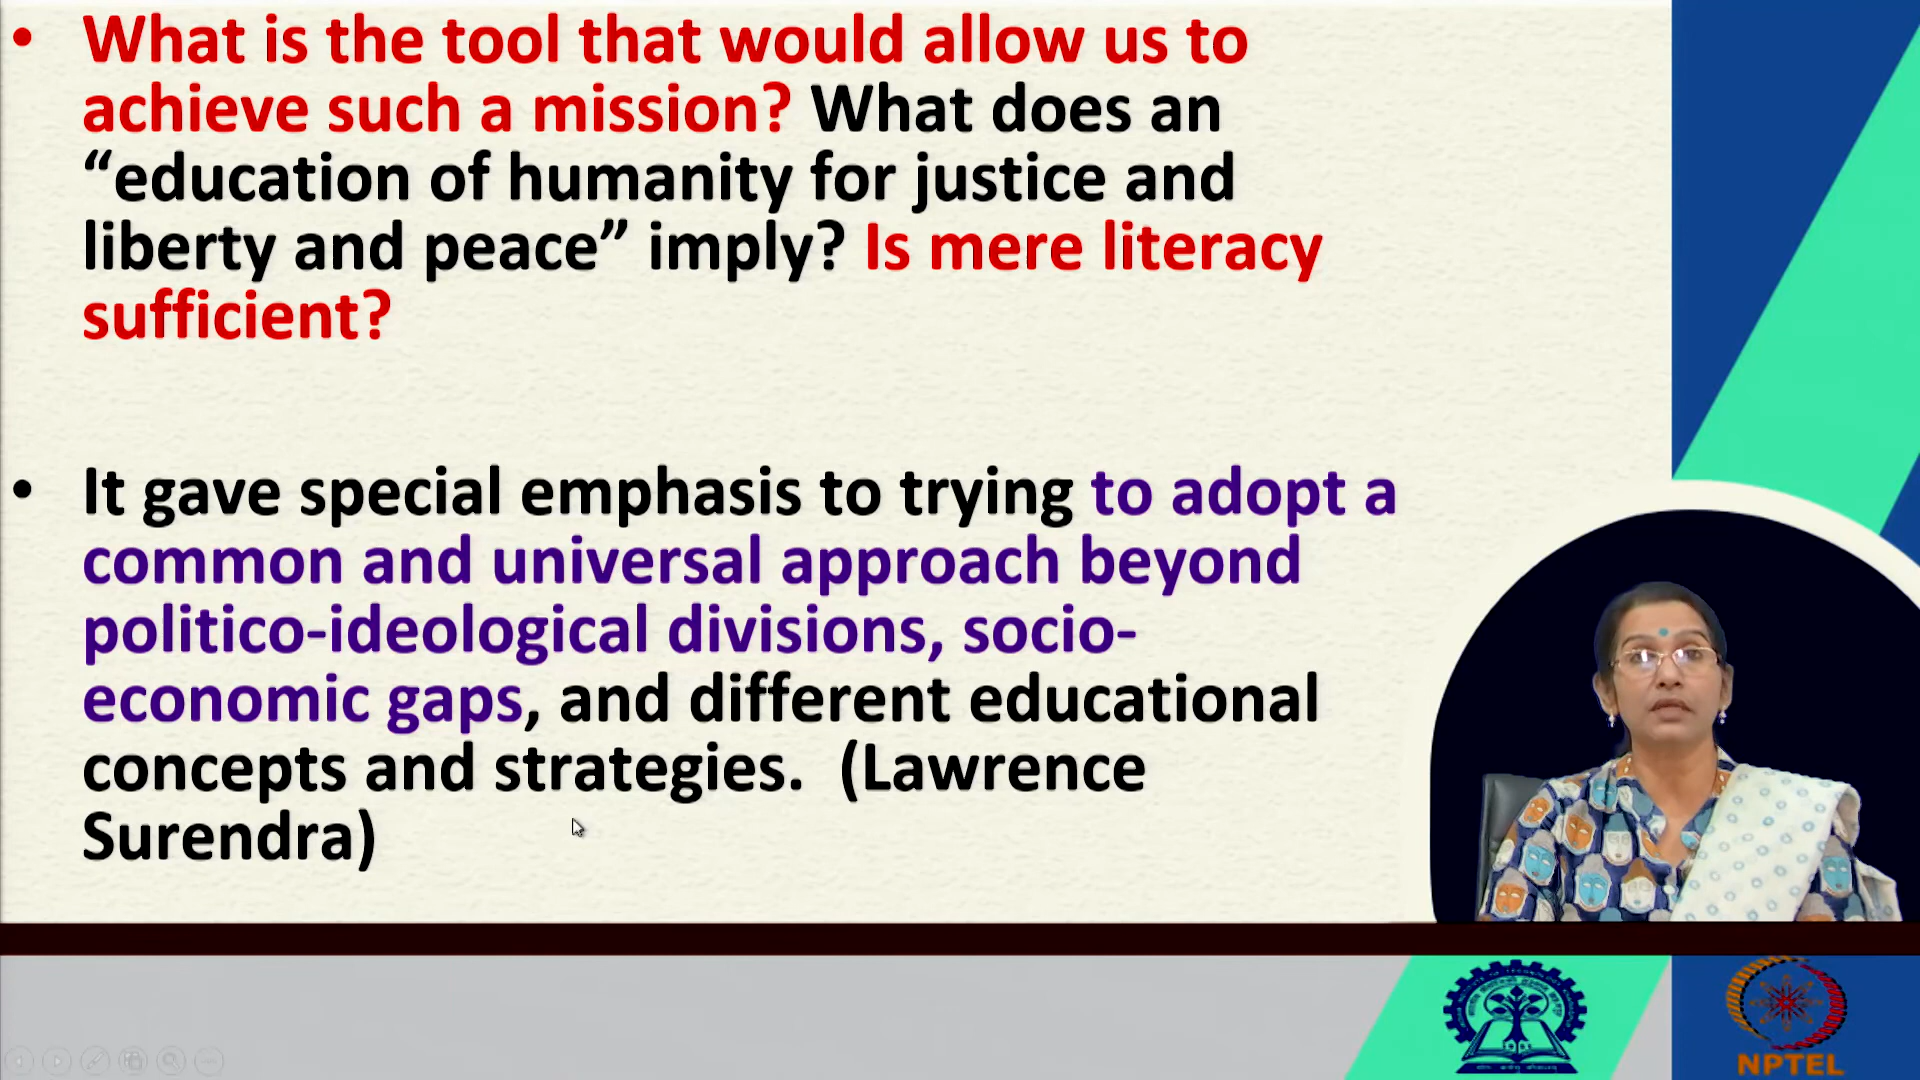 • What is the tool that would allow us to
achieve such a mission? What does an
“education of humanity for justice and
liberty and peace” imply? Is mere literacy
sufficient?
• It gave special emphasis to trying to adopt a
common and universal approach beyond
politico-ideological divisions, socio-
economic gaps, and different educational
concepts and strategies. (Lawrence
Surendra)
NPTEL